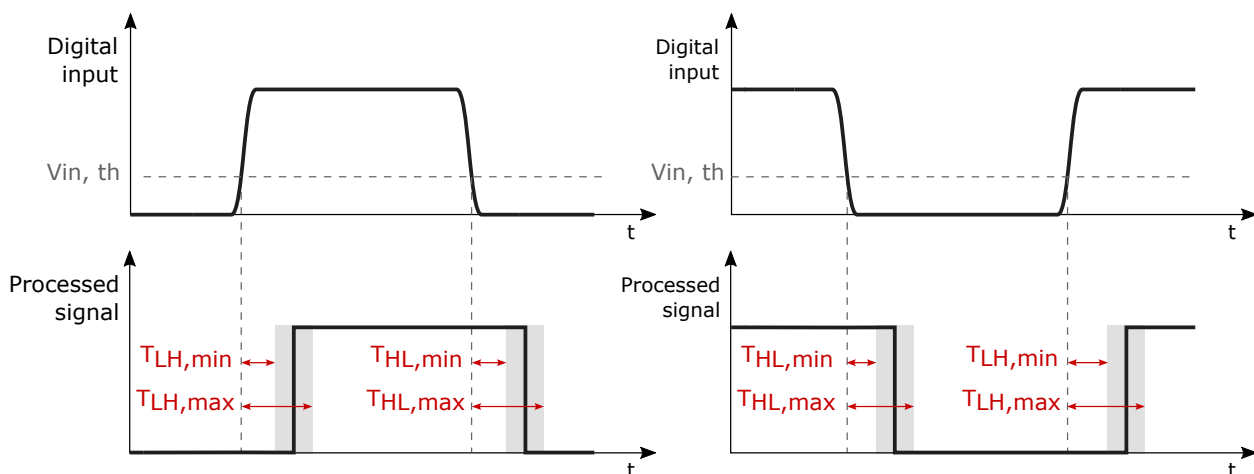 Digital
input
Vin, th
t
Digital
input
Vin, th
t
Processed
signal
TLH,min
THL,min
TLH,max
THL,max
t
Processed
signal
THL,min
TLH,min
THL,max
TLH,max
t